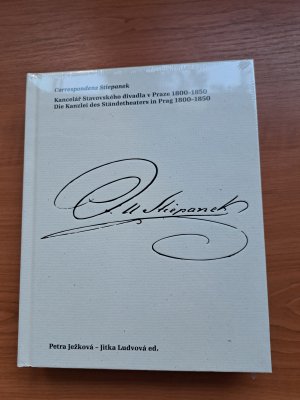 Correspondenz Stiepanek
Kancelář Stavovského divadla v Praze 1800–1850
Die Kanzlei des Ständetheaters in Prag 1800–1850
Stiepanek
Petra Ježková – Jitka Ludvová ed.